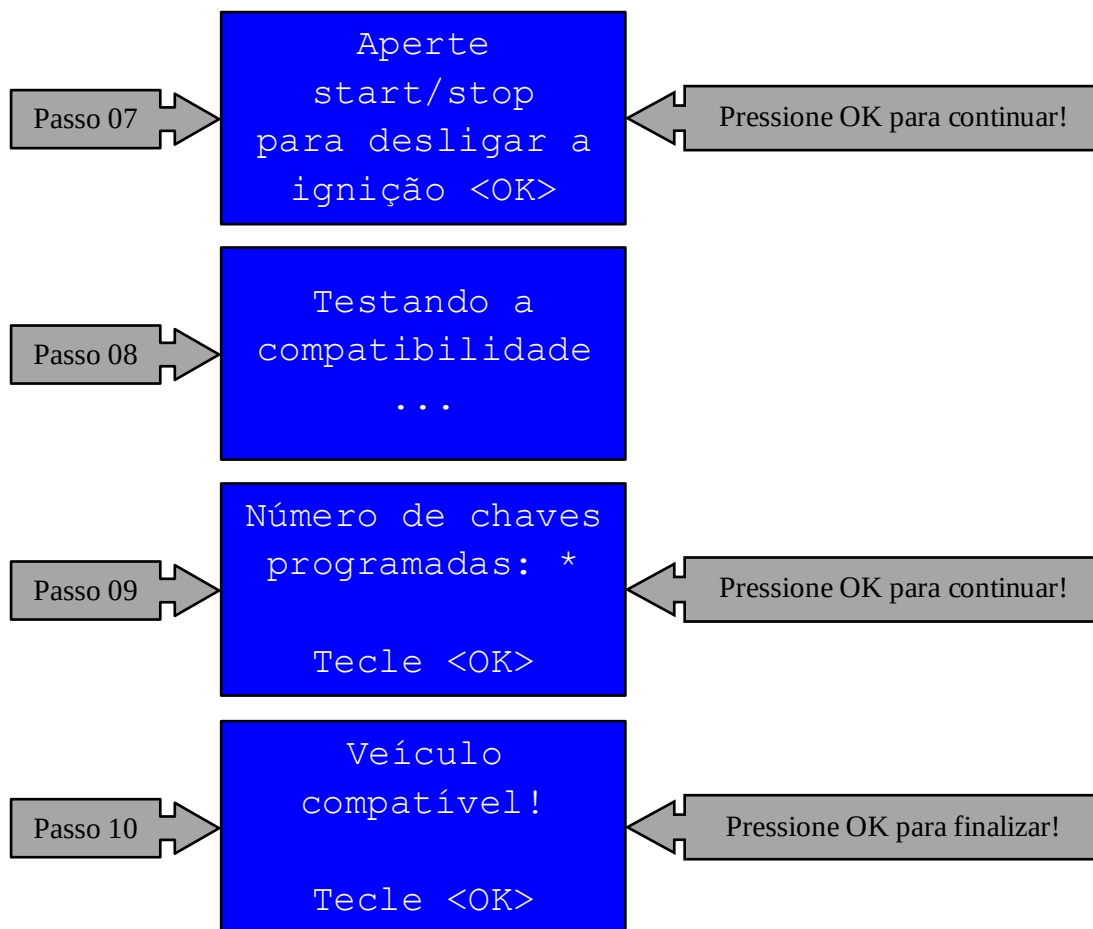 Passo 07
Aperte
start/stop
para desligar a
ignição <OK>
Pressione OK para continuar!
Passo 08
Testando a
compatibilidade
...
Passo 09
Número de chaves
programadas: *
Tecle <OK>
Pressione OK para continuar!
Passo 10
Veículo
compatível!
Tecle <OK>
Pressione OK para finalizar!